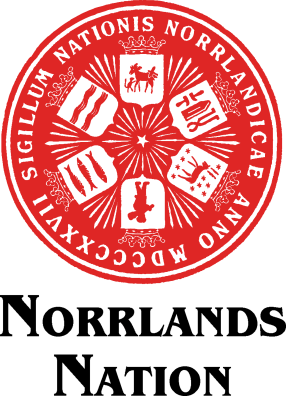 SIGILLUM NATIONIS NORRLANDICAE ANNO MDCCCXXVII
NORRLANDS
NATION